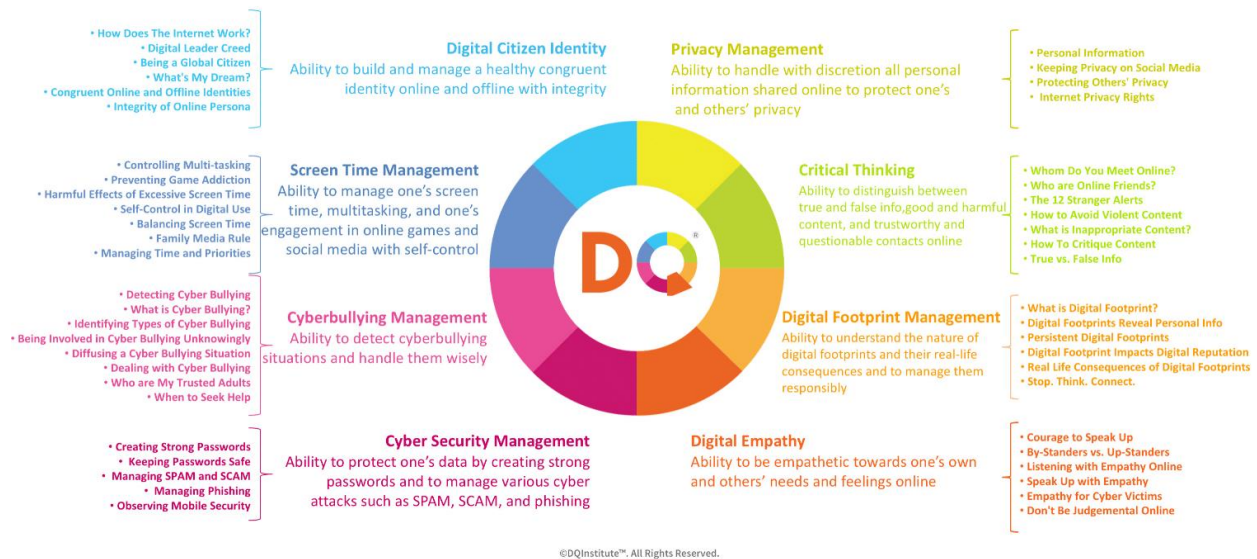 • How Does The Internet Work?
• Digital Leader Creed
• Being a Global Citizen
• What's My Dream?
• Congruent Online and Offline Identities
• Integrity of Online Persona
Digital Citizen Identity
Ability to build and manage a healthy congruent
identity online and offline with integrity
Privacy Management
Ability to handle with discretion all personal
information shared online to protect one's
and others' privacy
• Personal Information
• Keeping Privacy on Social Media
• Protecting Others' Privacy
• Internet Privacy Rights
• Controlling Multi-tasking
• Preventing Game Addiction
• Harmful Effects of Excessive Screen Time
• Self-Control in Digital Use
• Balancing Screen Time
• Family Media Rule
• Managing Time and Priorities
Screen Time Management
Ability to manage one's screen
time, multitasking, and one's
engagement in online games and
social media with self-control
Critical Thinking
Ability to distinguish between
true and false info,good and harmful
content, and trustworthy and
questionable contacts online
• Whom Do You Meet Online?
• Who are Online Friends?
• The 12 Stranger Alerts
• How to Avoid Violent Content
• What is Inappropriate Content?
• How To Critique Content
• True vs. False Info
DQ®
• Detecting Cyber Bullying
• What is Cyber Bullying?
• Identifying Types of Cyber Bullying
• Being Involved in Cyber Bullying Unknowingly
• Diffusing a Cyber Bullying Situation
• Dealing with Cyber Bullying
• Who are My Trusted Adults
• When to Seek Help
Cyberbullying Management
Ability to detect cyberbullying
situations and handle them wisely
Digital Footprint Management
Ability to understand the nature of
digital footprints and their real-life
consequences and to manage them
responsibly
• What is Digital Footprint?
• Digital Footprints Reveal Personal Info
• Persistent Digital Footprints
• Digital Footprint Impacts Digital Reputation
• Real Life Consequences of Digital Footprints
• Stop. Think. Connect.
• Creating Strong Passwords
• Keeping Passwords Safe
• Managing SPAM and SCAM
• Managing Phishing
• Observing Mobile Security
Cyber Security Management
Ability to protect one's data by creating strong
passwords and to manage various cyber
attacks such as SPAM, SCAM, and phishing
Digital Empathy
Ability to be empathetic towards one's own
and others' needs and feelings online
• Courage to Speak Up
• By-Standers vs. Up-Standers
• Listening with Empathy Online
• Speak Up with Empathy
• Empathy for Cyber Victims
• Don't Be Judgemental Online
©DQInstitute™. All Rights Reserved.